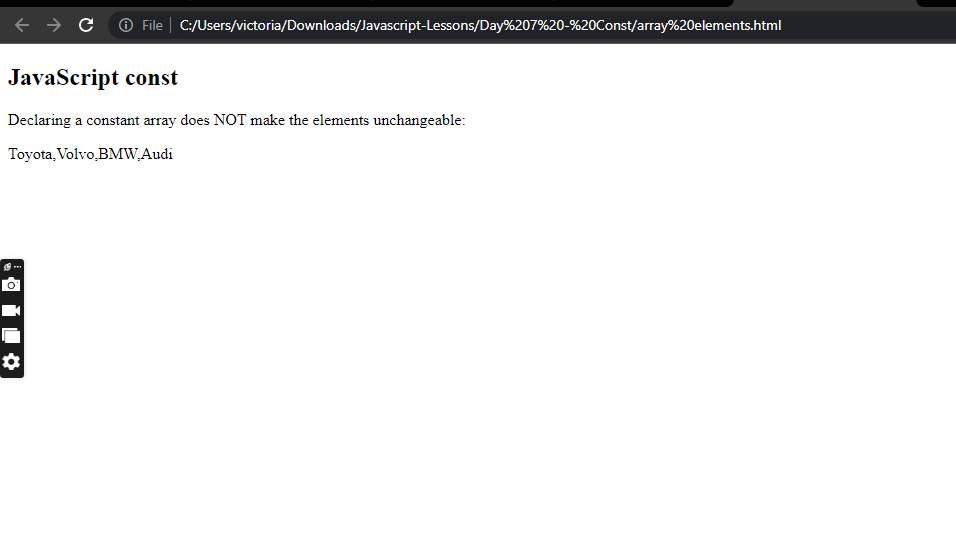 File
C:/Users/victoria/Downloads/Javascript-Lessons/Day%207%20-%20Const/array%20elements.html
JavaScript const
Declaring a constant array does NOT make the elements unchangeable:
Toyota,Volvo,BMW,Audi